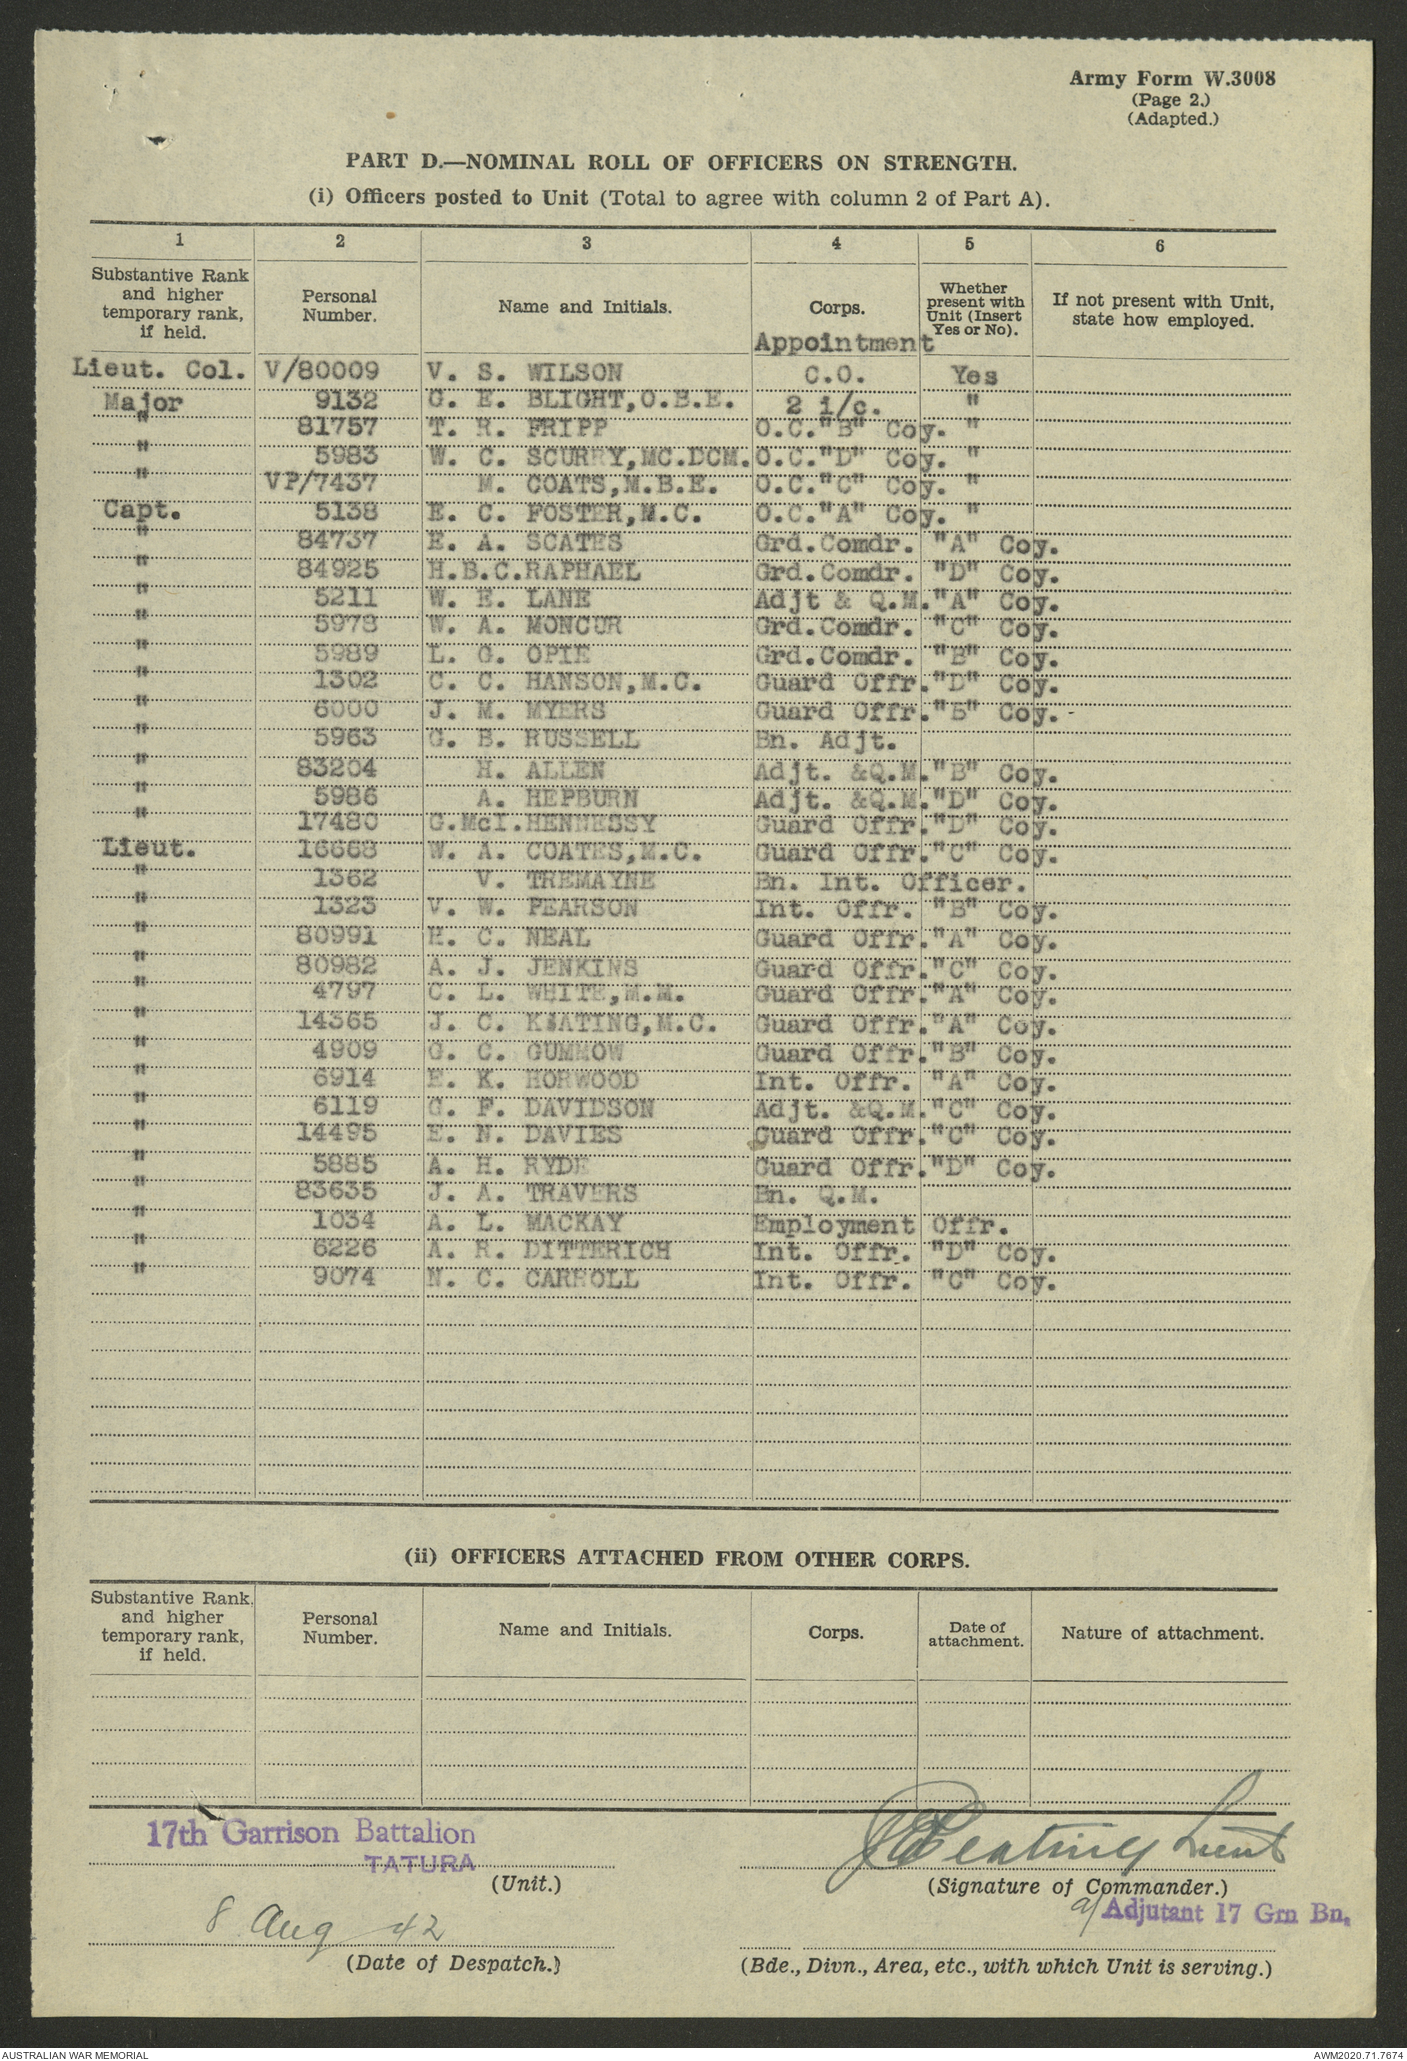 Army Form W.3008
(Page 2.)
(Adapted.)
PART D.—NOMINAL ROLL OF OFFICERS ON STRENGTH.
(i) Officers posted to Unit (Total to agree with column 2 of Part A).
1 2 3 4 5 6
Substantive Rank and higher temporary rank, if held. Personal Number. Name and Initials. Corps. Whether present with Unit (Insert Yes or No). If not present with Unit, state how employed.
Appointment
Lieut. Col. V/80009 V. S. WILSON C.O. Yes
Major 9132 G. E. BLIGHT,O.B.E. 2 i/c. "
" 81757 T. R. FRIPP O.C."B" Coy. "
" 5983 W. C. SCURRY,MC.DCM. O.C."D" Coy. "
" VP/7437 M. COATS,M.B.E. O.C."C" Coy. "
Capt. 5138 E. C. FOSTER,M.C. O.C."A" Coy. "
" 84737 E. A. SCATES Grd.Comdr. "A" Coy.
" 84925 H.B.C.RAPHAEL Grd.Comdr. "D" Coy.
" 5211 W. E. LANE Adjt & Q.M."A" Coy.
" 5978 W. A. MONCUR Grd.Comdr. "C" Coy.
" 5989 L. G. OPIE Grd.Comdr. "B" Coy.
" 1302 C. C. HANSON,M.C. Guard Offr."D" Coy.
" 6000 J. M. MYERS Guard Offr."B" Coy.
" 5963 G. B. RUSSELL Bn. Adjt.
" 83204 H. ALLEN Adjt. &Q.M."B" Coy.
" 5986 A. HEPBURN Adjt. &Q.M."D" Coy.
" 17480 G.McI.HENNESSY Guard Offr."D" Coy.
Lieut. 16668 W. A. COATES,M.C. Guard Offr."C" Coy.
" 1362 V. TREMAYNE Bn. Int. Officer.
" 1323 V. W. PEARSON Int. Offr. "B" Coy.
" 80991 H. C. NEAL Guard Offr."A" Coy.
" 80982 A. J. JENKINS Guard Offr."C" Coy.
" 4797 C. L. WHITE,M.M. Guard Offr."A" Coy.
" 14365 J. C. KEATING,M.C. Guard Offr."A" Coy.
" 4909 G. C. GUMMOW Guard Offr."B" Coy.
" 6914 E. K. HORWOOD Int. Offr. "A" Coy.
" 6119 G. F. DAVIDSON Adjt. &Q.M."C" Coy.
" 14495 E. N. DAVIES Guard Offr."C" Coy.
" 5885 A. H. RYDE Guard Offr."D" Coy.
" 83635 J. A. TRAVERS Bn. Q.M.
" 1034 A. L. MACKAY Employment Offr.
" 6226 A. R. DITTERICH Int. Offr. "D" Coy.
" 9074 N. C. CARROLL Int. Offr. "C" Coy.
(ii) OFFICERS ATTACHED FROM OTHER CORPS.
Substantive Rank, and higher temporary rank, if held. Personal Number. Name and Initials. Corps. Date of attachment. Nature of attachment.
17th Garrison Battalion
TATURA
(Unit.)
JCKeating Lieut
(Signature of Commander.)
a/ Adjutant 17 Grn Bn.
8 Aug 42
(Date of Despatch.)
(Bde., Divn., Area, etc., with which Unit is serving.)
AUSTRALIAN WAR MEMORIAL
AWM2020.71.7674